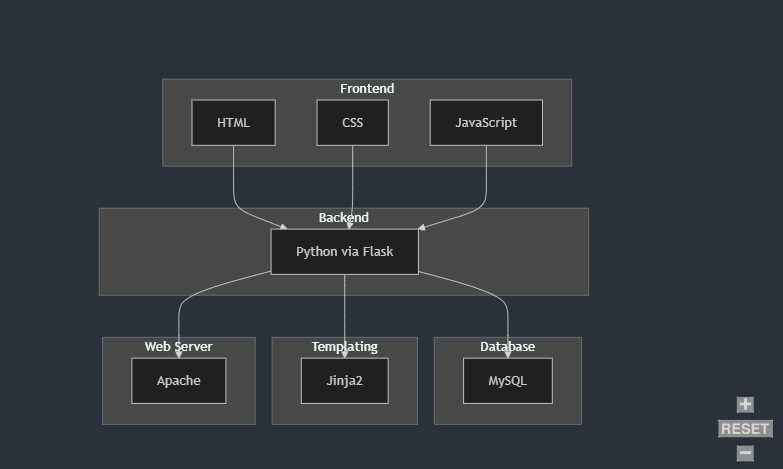 Frontend
HTML
CSS
JavaScript
Backend
Python via Flask
Web Server
Templating
Database
Apache
Jinja2
MySQL
+
RESET
−